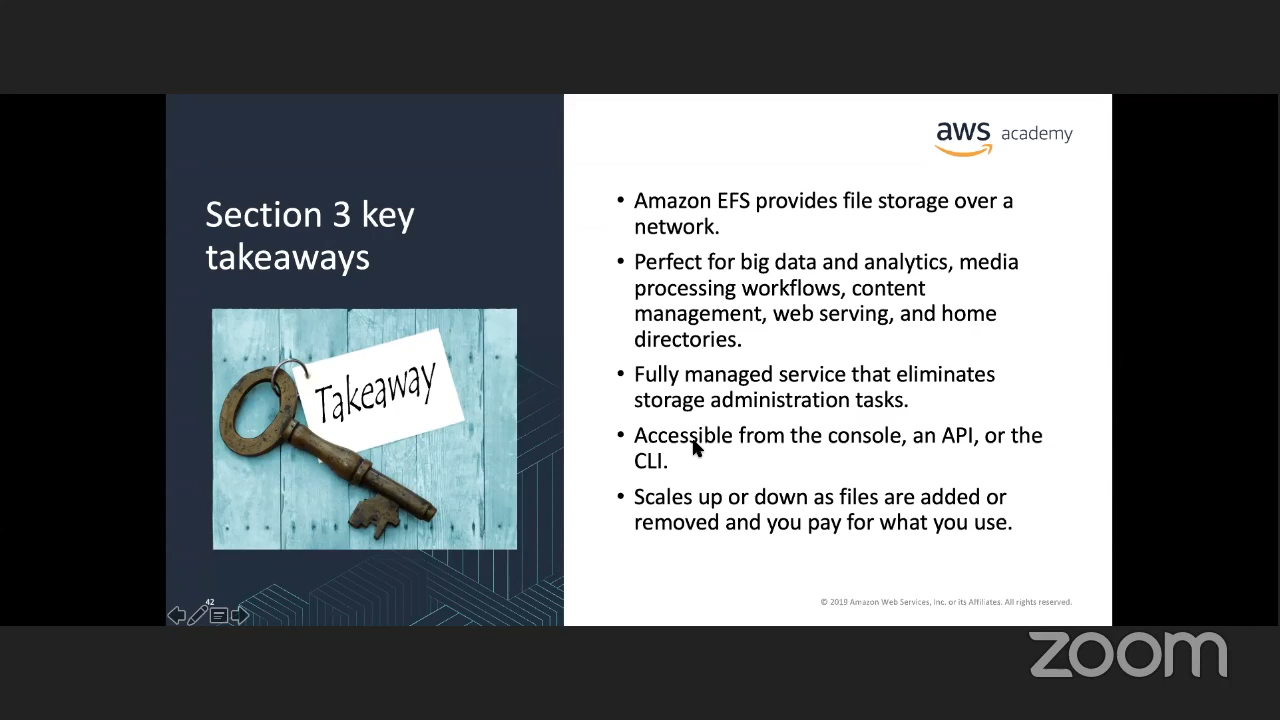 aws academy
Section 3 key
takeaways
Takeaway
• Amazon EFS provides file storage over a
network.
• Perfect for big data and analytics, media
processing workflows, content
management, web serving, and home
directories.
• Fully managed service that eliminates
storage administration tasks.
• Accessible from the console, an API, or the
CLI.
• Scales up or down as files are added or
removed and you pay for what you use.
42
© 2019 Amazon Web Services, Inc. or its Affiliates. All rights reserved.
zoom